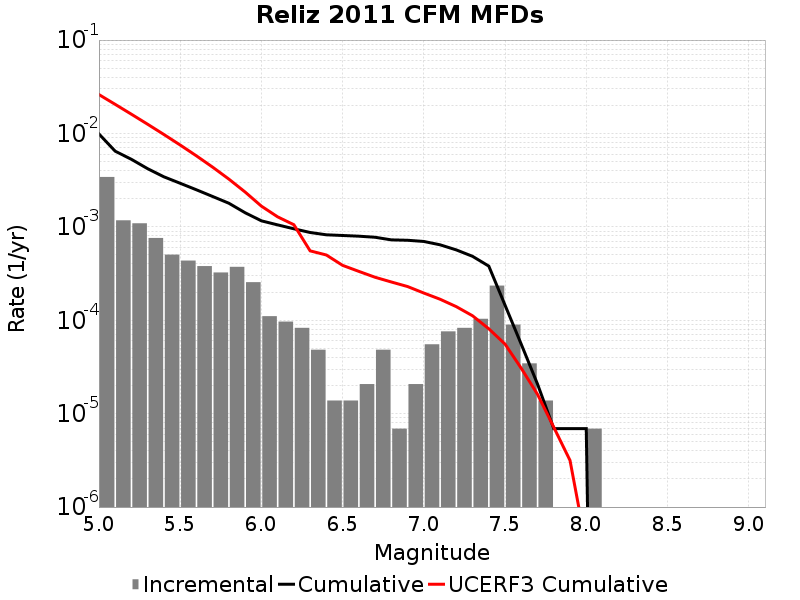 Reliz 2011 CFM MFDs
10-1
10-2
10-3
10-4
10-5
10-6
Rate (1/yr)
5.0 5.5 6.0 6.5 7.0 7.5 8.0 8.5 9.0
Magnitude
Incremental Cumulative UCERF3 Cumulative